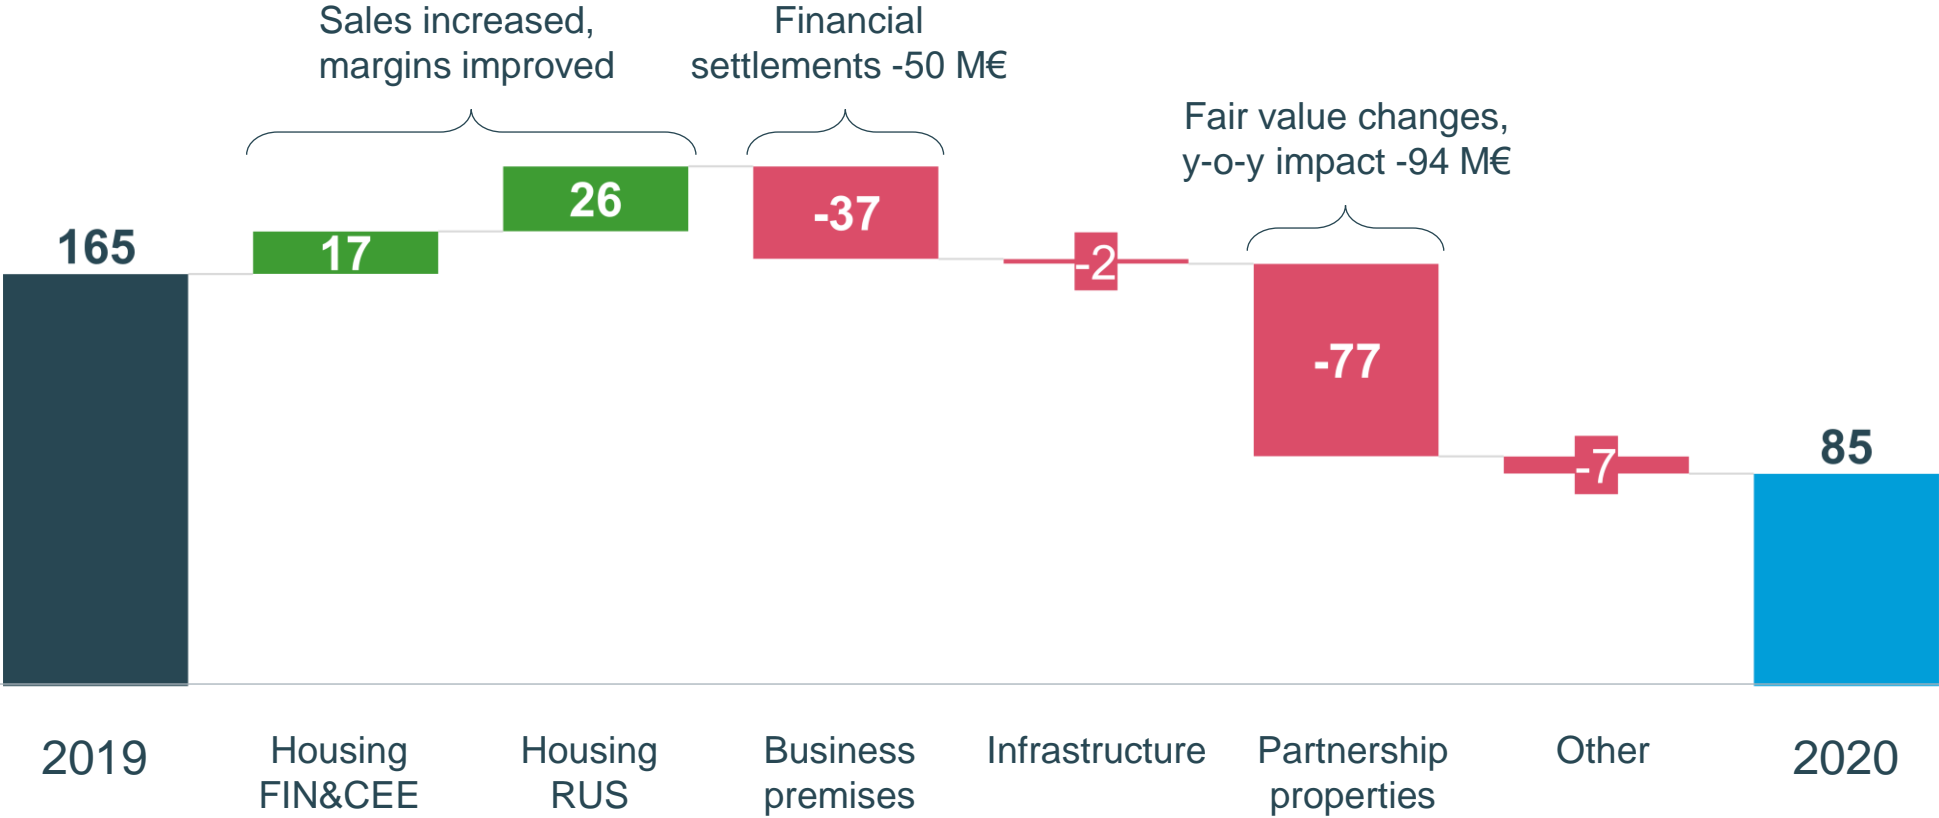 Sales increased,
margins improved
Financial
settlements -50 M€
Fair value changes,
y-o-y impact -94 M€
165
17
26
-37
-2
-77
-7
85
2019
Housing
FIN&CEE
Housing
RUS
Business
premises
Infrastructure
Partnership
properties
Other
2020